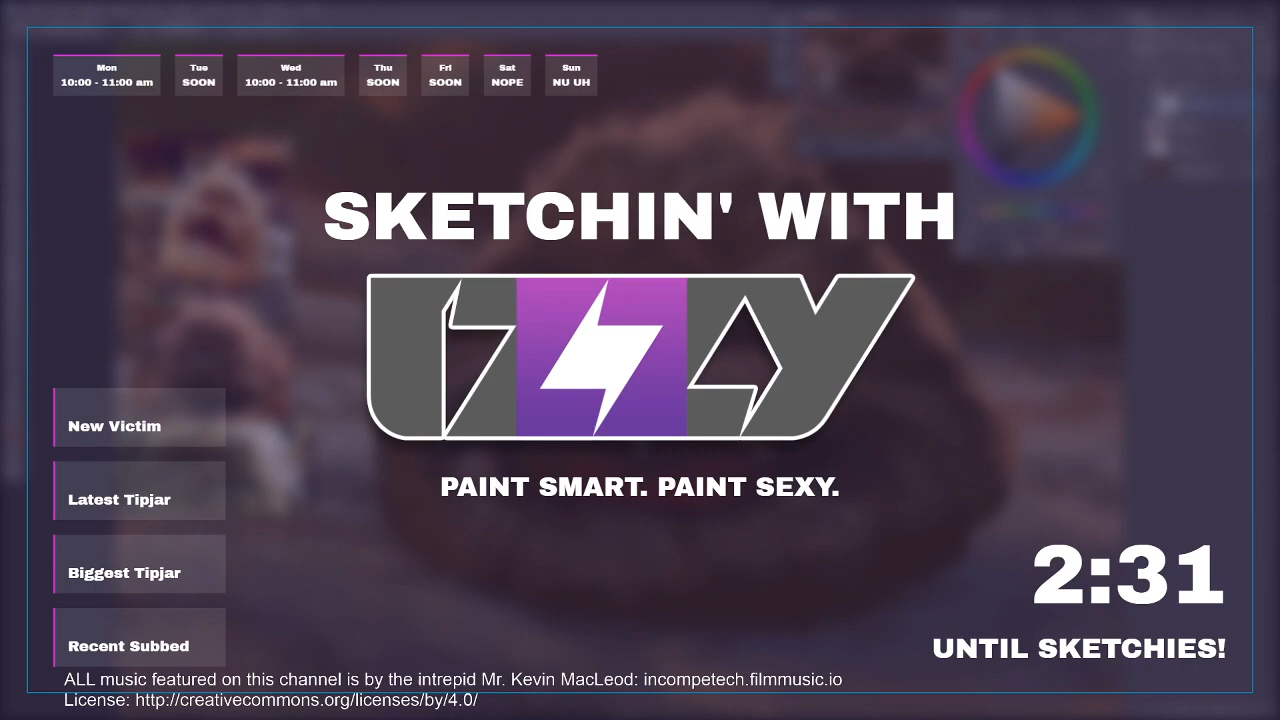 Mon
10:00 - 11:00 am
Tue
SOON
Wed
10:00 - 11:00 am
Thu
SOON
Fri
SOON
Sat
NOPE
Sun
NU UH
SKETCHIN' WITH
IZZY
PAINT SMART. PAINT SEXY.
New Victim
Latest Tipjar
Biggest Tipjar
Recent Subbed
2:31
UNTIL SKETCHIES!
ALL music featured on this channel is by the intrepid Mr. Kevin MacLeod: incompetech.filmmusic.io
License: http://creativecommons.org/licenses/by/4.0/